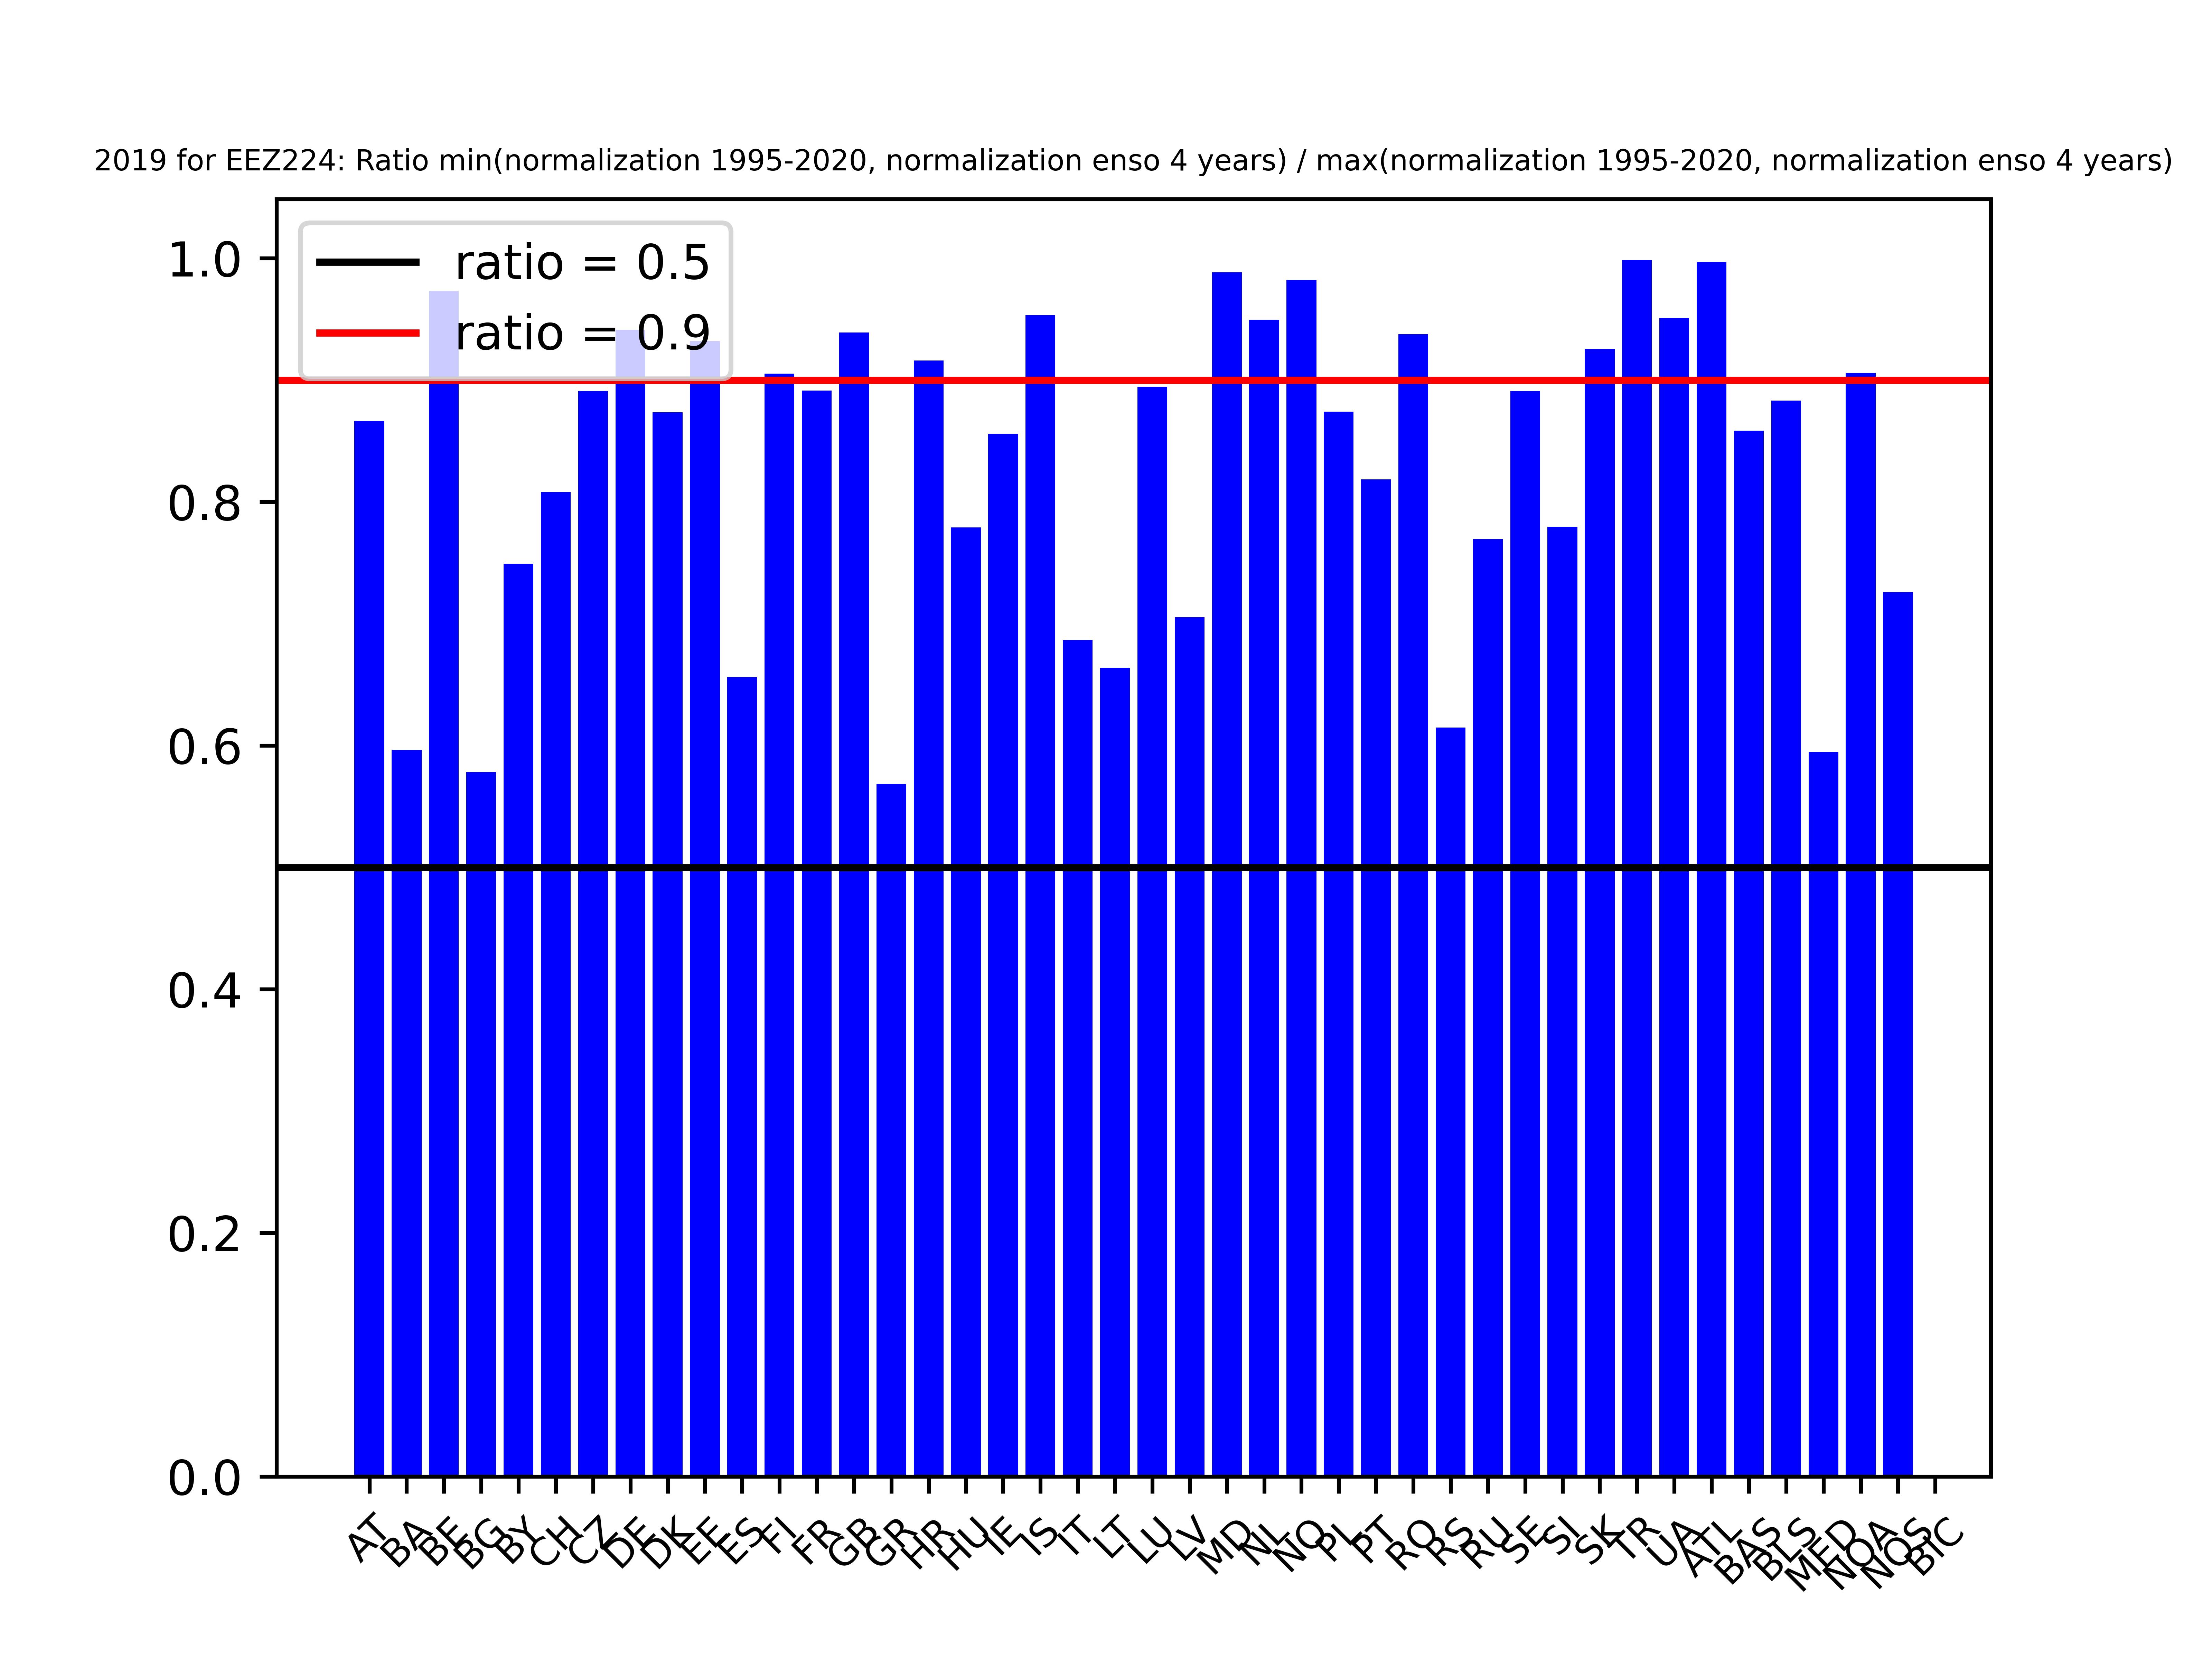 2019 for EEZ224: Ratio min(normalization 1995-2020, normalization enso 4 years) / max(normalization 1995-2020, normalization enso 4 years)
ratio = 0.5
ratio = 0.9
1.0
0.8
0.6
0.4
0.2
0.0
AT BA BE BG BY CH CZ DE DK EE ES FI FR GB GR HR HU IE IS IT LT LU LV MD NL NO PL PT RO RS RU SE SI SK TR UA ATL BAS BLS MED NOA NOS BIC